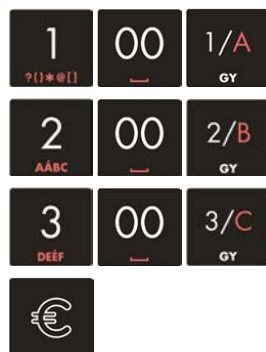 1 00 1/A
?()*@[] GY
2 00 2/B
AÁBC GY
3 00 3/C
DEÉF GY
€